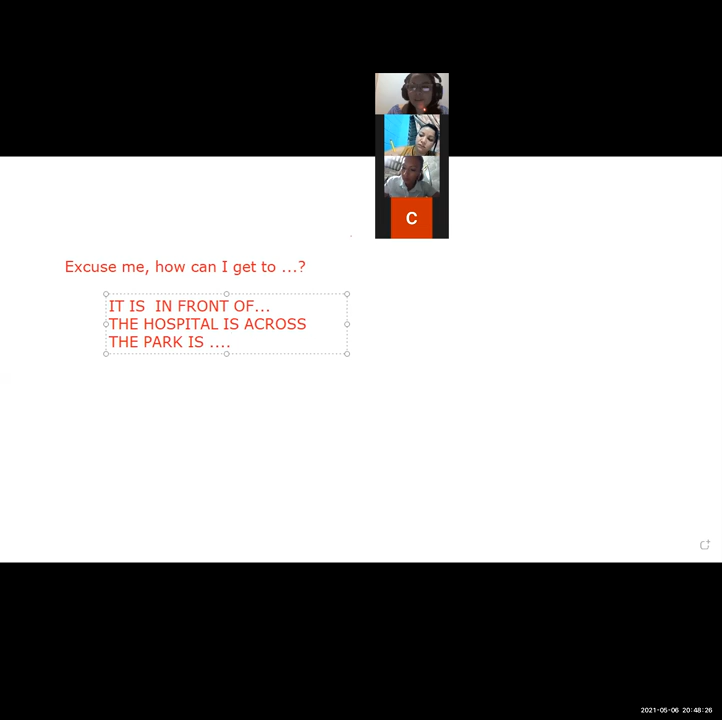 C
Excuse me, how can I get to ...?
IT IS  IN FRONT OF...
THE HOSPITAL IS ACROSS
THE PARK IS ....
2021-05-06 20:48:26